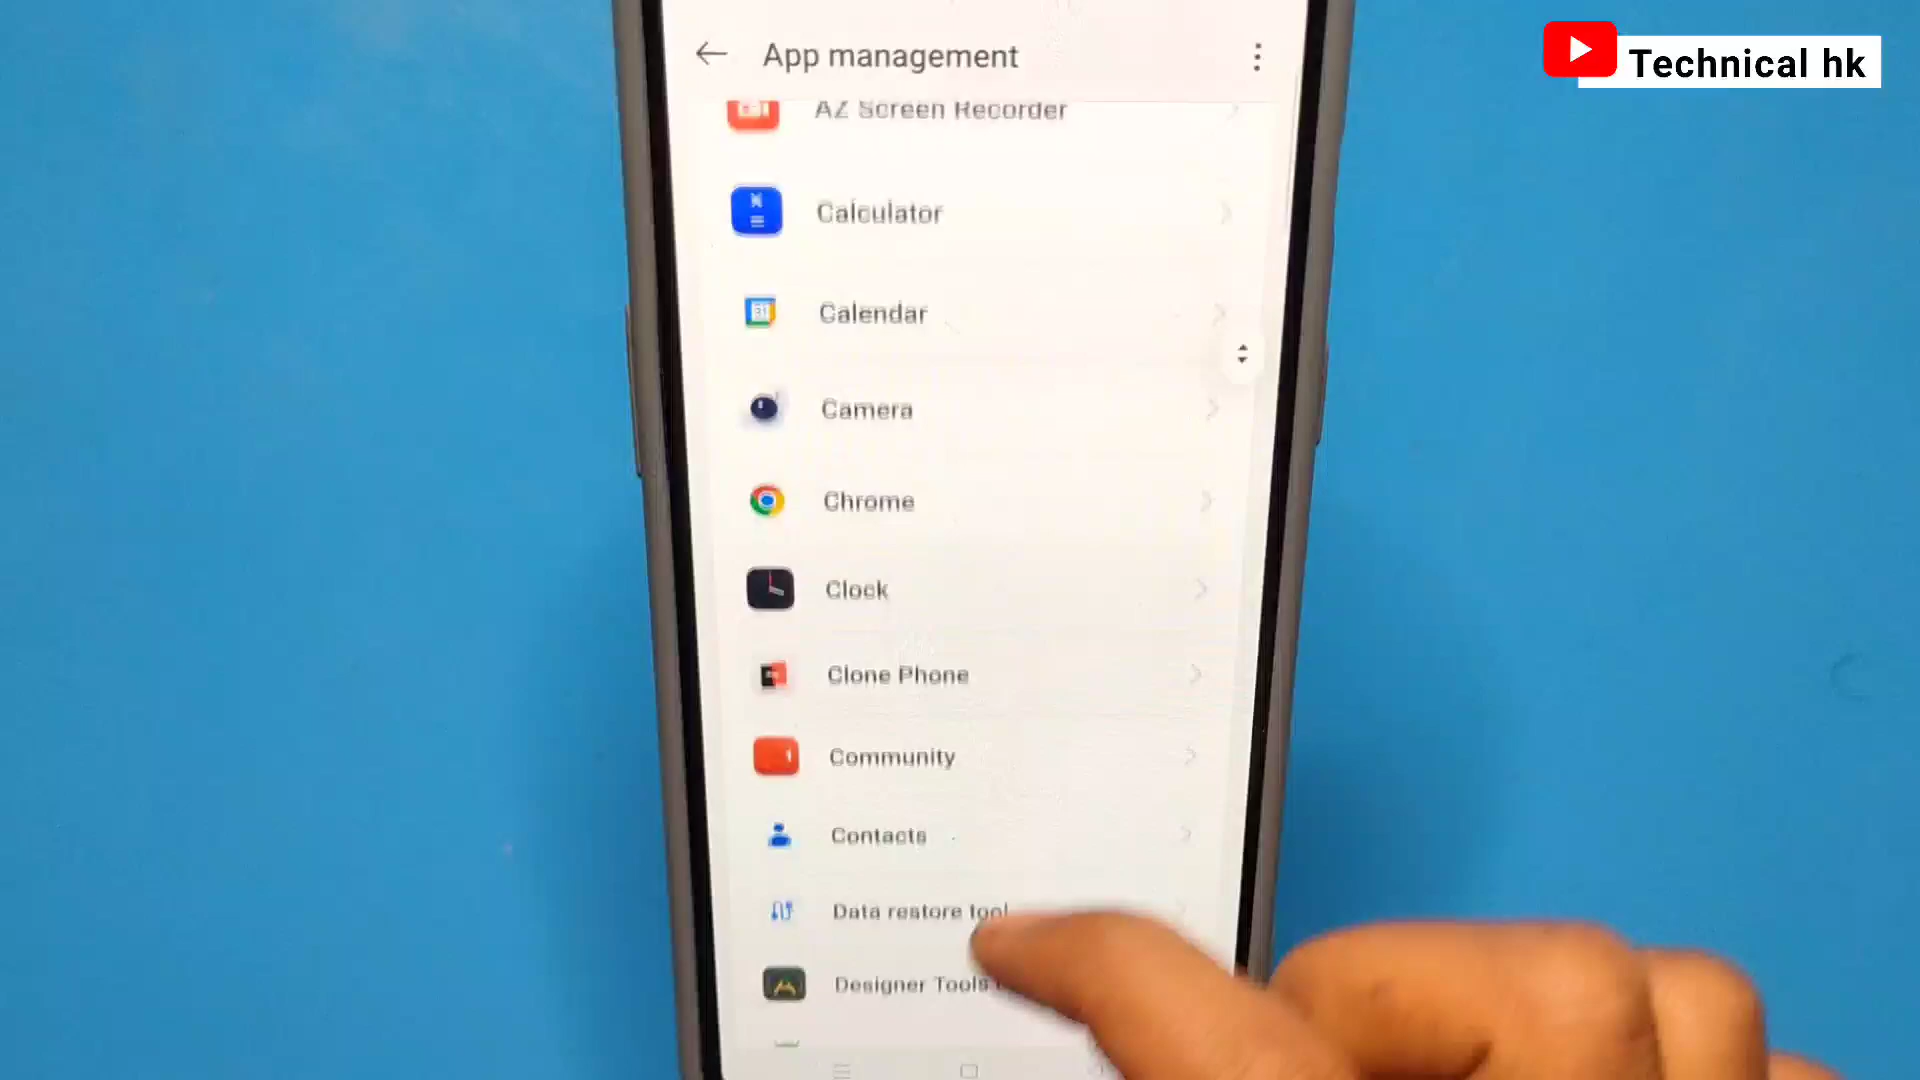 App management
Technical hk
AZ Screen Recorder
Calculator
Calendar
31
Camera
Chrome
Clock
Clone Phone
Community
Contacts
Data restore tool
Designer Tools